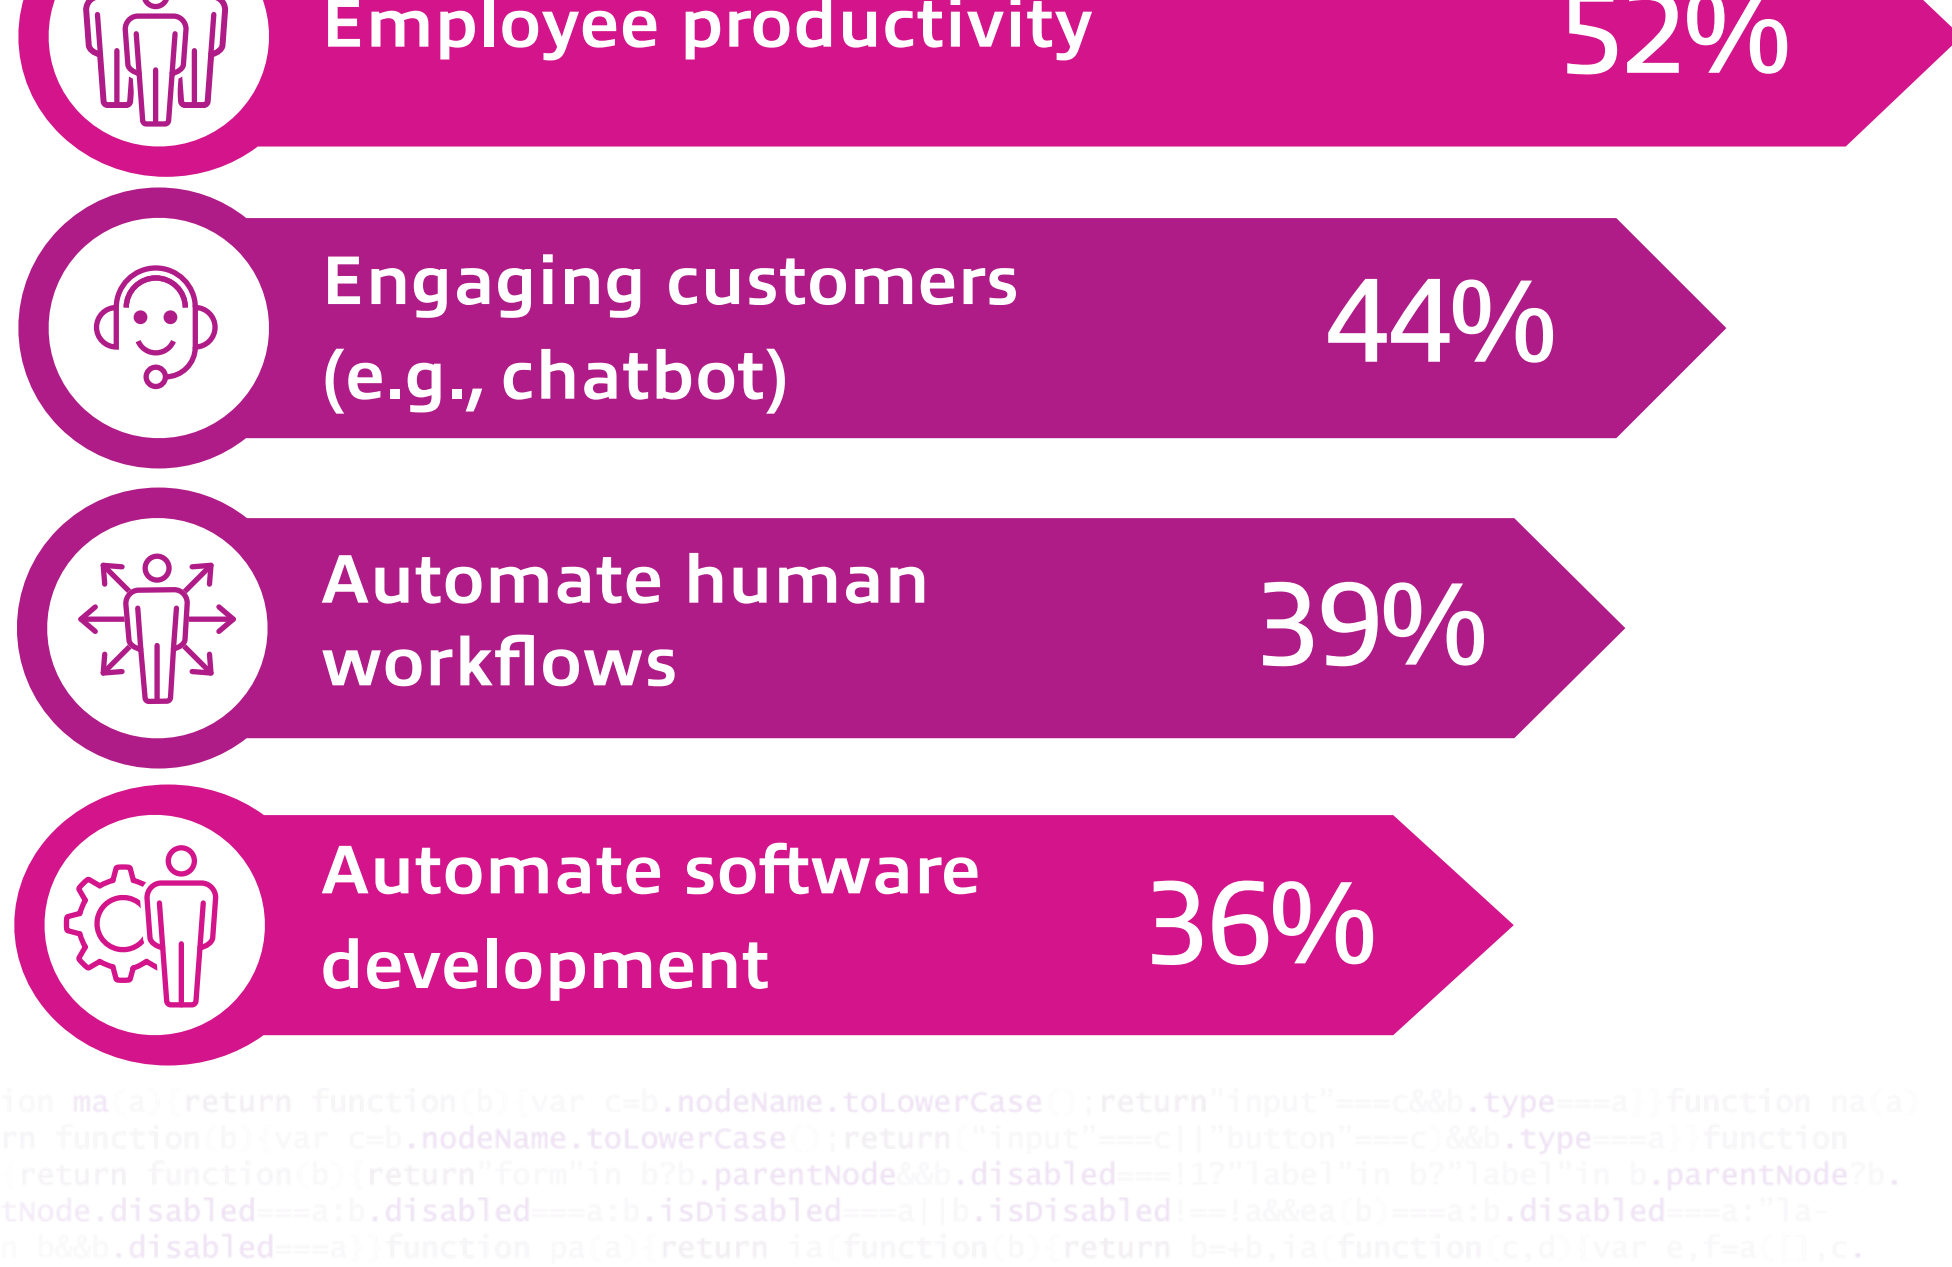 Employee productivity
52%
Engaging customers
(e.g., chatbot)
44%
Automate human
workflows
39%
Automate software
development
36%
ion ma(a){return function(b){var c=b.nodeName.toLowerCase();return"input"===c&&b.type===a}}function na(a)
rn function(b){var c=b.nodeName.toLowerCase();return("input"===c||"button"===c)&&b.type===a}}function
{return function(b){return"form"in b?b.parentNode&&b.disabled===!1?"label"in b?"label"in b.parentNode?b.
tNode.disabled===a:b.disabled===a:b.isDisabled===a||b.isDisabled!==!a&&ea(b)===a:b.disabled===a:"la-
n b&&b.disabled===a}}function pa(a){return ia(function(b){return b=+b,ia(function(c,d){var e,f=a([],c.